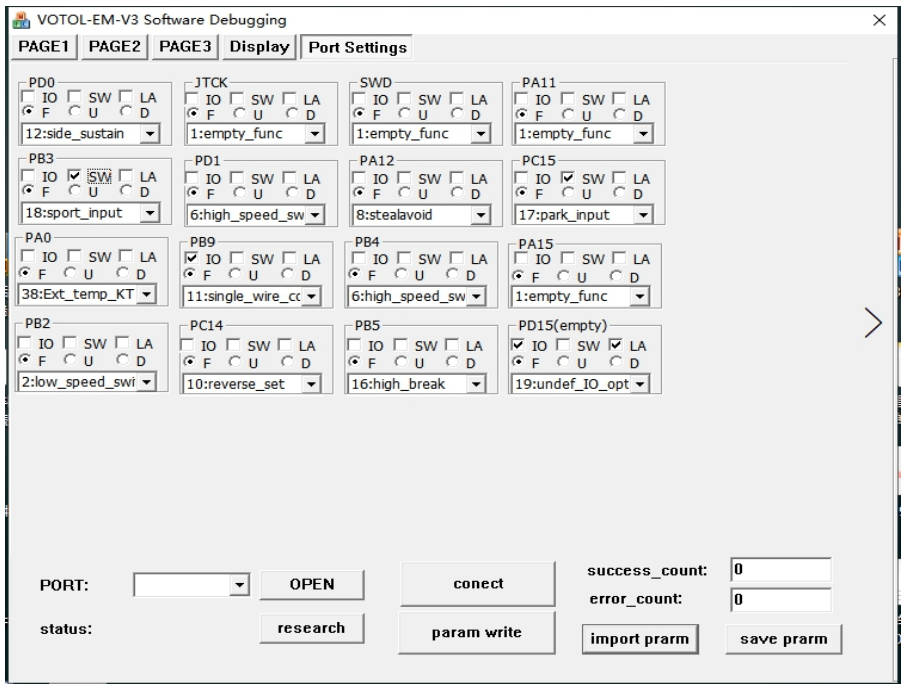 VOTOL-EM-V3 Software Debugging
PAGE1 PAGE2 PAGE3 Display Port Settings
PD0 JTCK SWD PA11
IO SW LA IO SW LA IO SW LA IO SW LA
F U D F U D F U D F U D
12:side_sustain 1:empty_func 1:empty_func 1:empty_func
PB3 PD1 PA12 PC15
IO SW LA IO SW LA IO SW LA IO SW LA
F U D F U D F U D F U D
18:sport_input 6:high_speed_sw 8:stealavoid 17:park_input
PA0 PB9 PB4 PA15
IO SW LA IO SW LA IO SW LA IO SW LA
F U D F U D F U D F U D
38:Ext_temp_KT 11:single_wire_cc 6:high_speed_sw 1:empty_func
PB2 PC14 PB5 PD15(empty)
IO SW LA IO SW LA IO SW LA IO SW LA
F U D F U D F U D F U D
2:low_speed_swi 10:reverse_set 16:high_break 19:undef_IO_opt
PORT: OPEN conect success_count: 0
error_count: 0
status: research param write import prarm save prarm